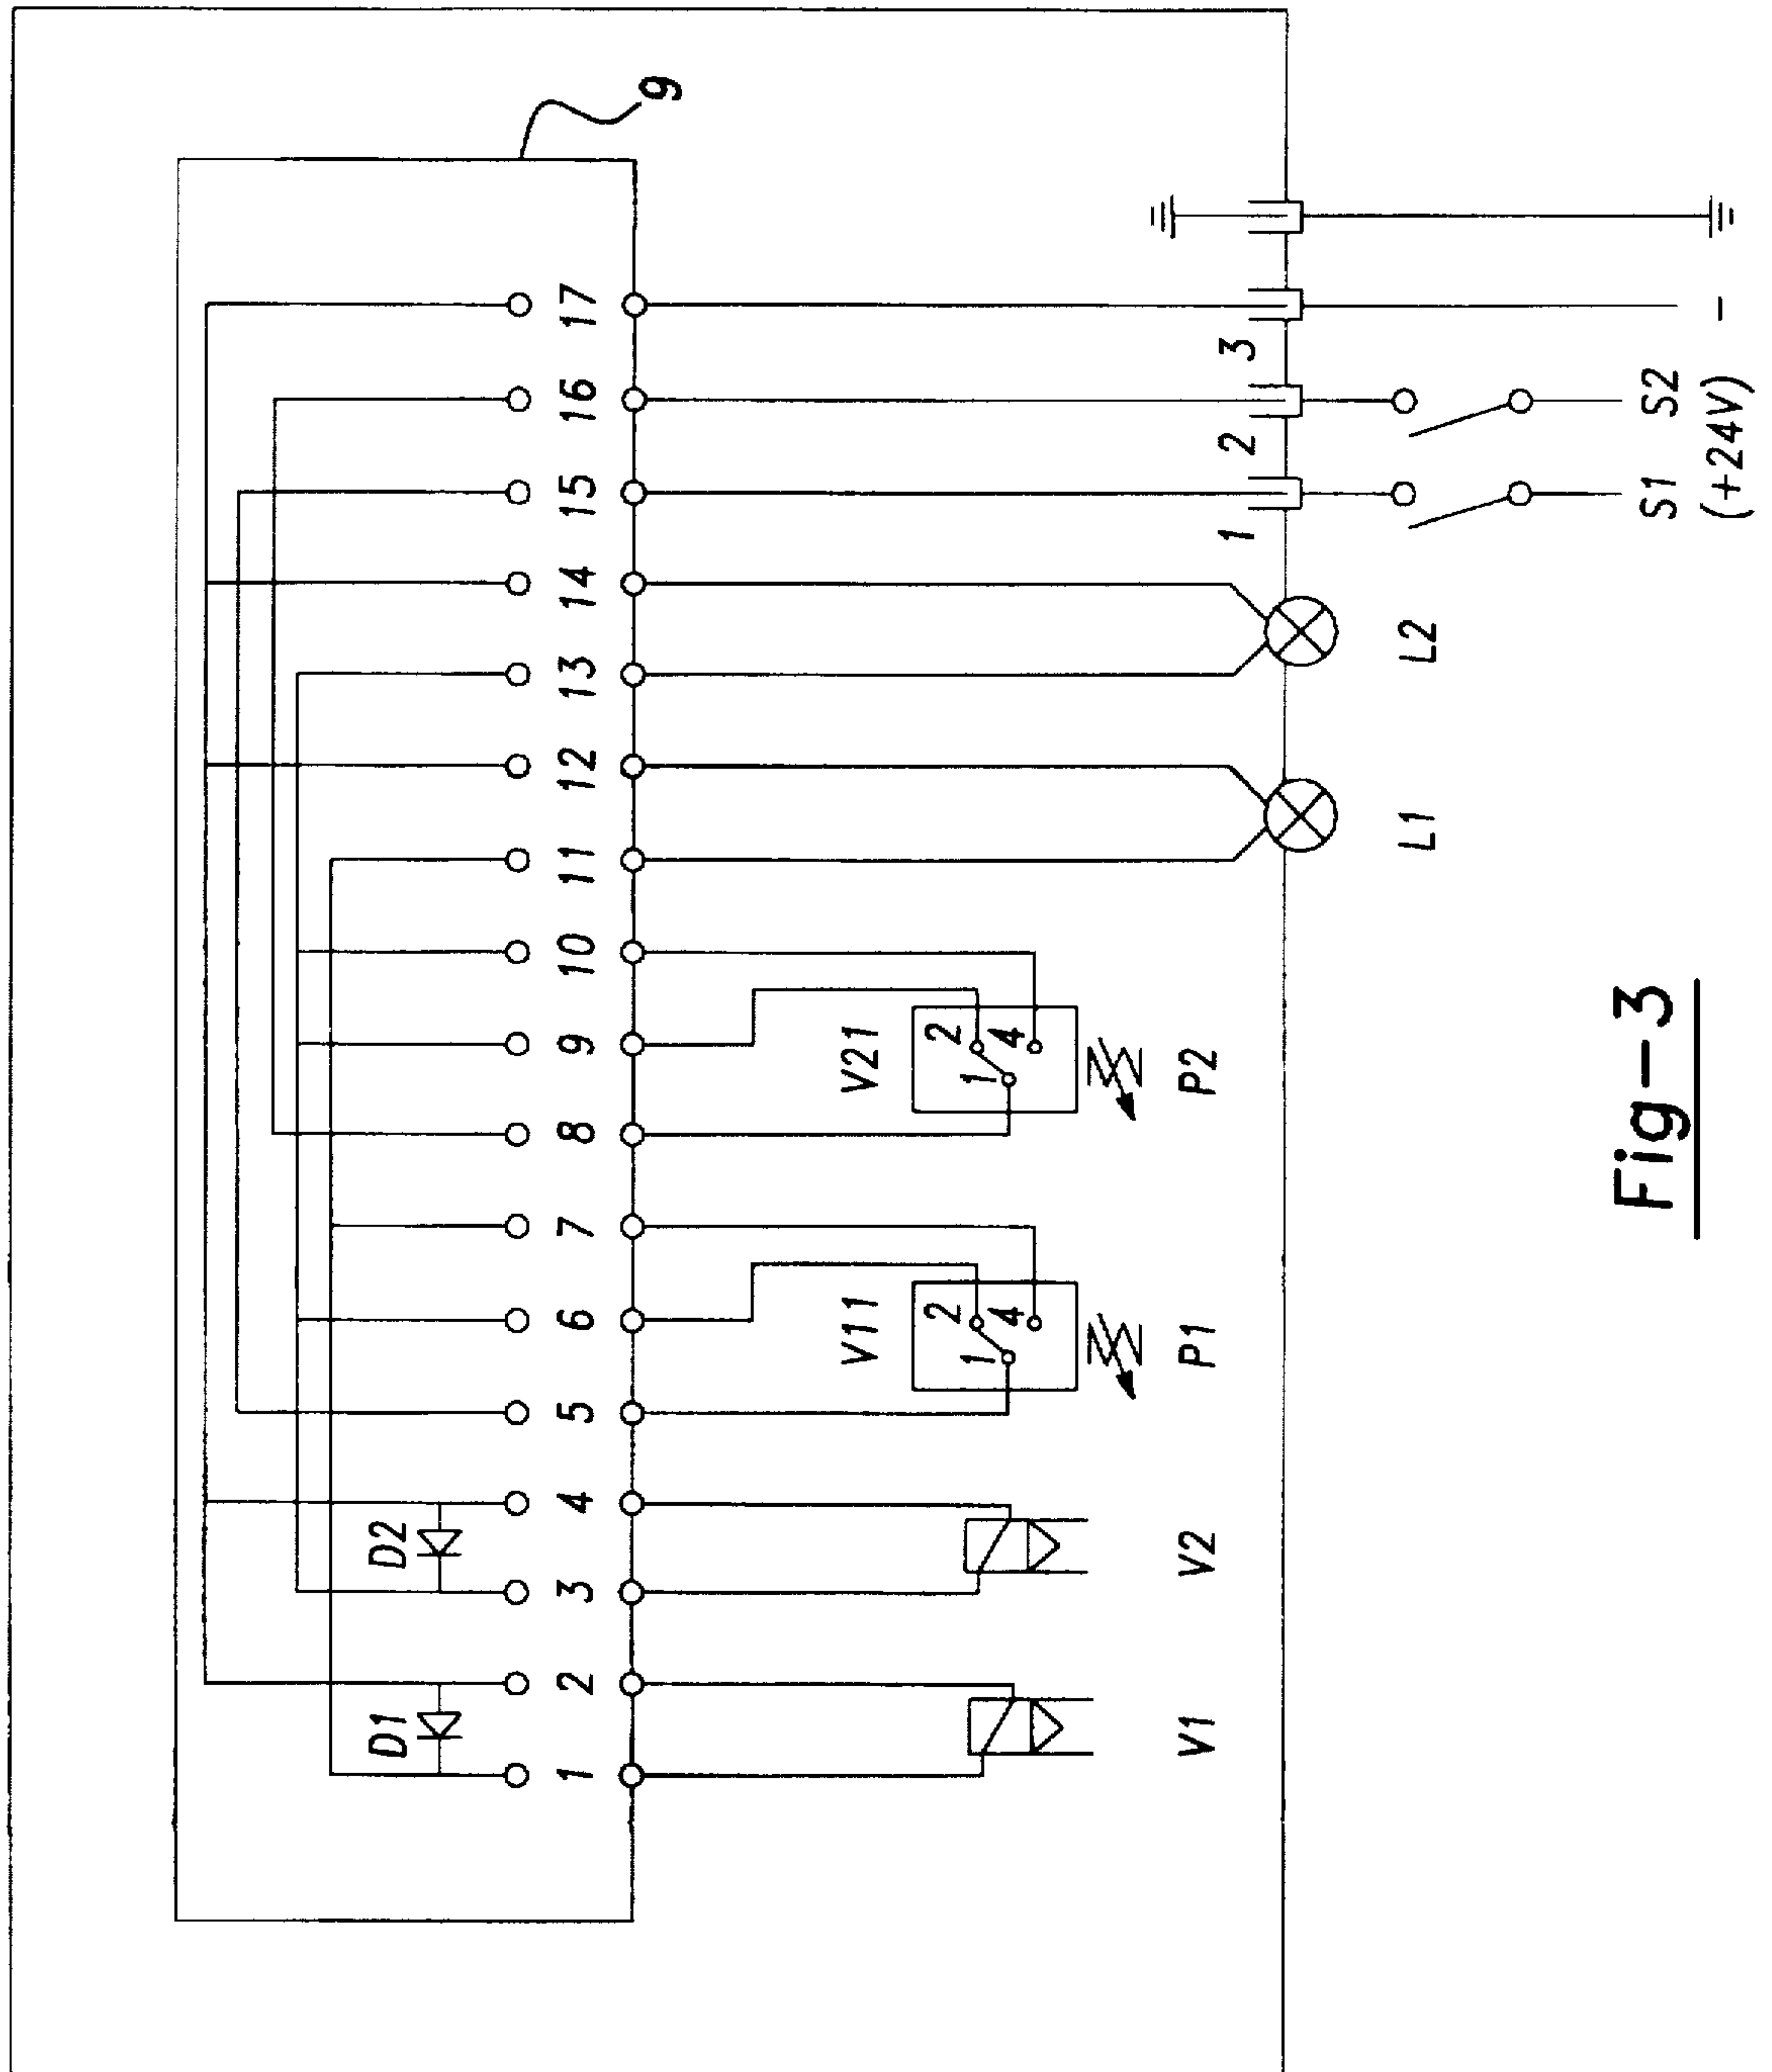 D1 D2
1 2 3 4 5 6 7 8 9 10 11 12 13 14 15 16 17
9
V11 V21
2 2
1 4 1 4
V1 V2 P1 P2
1 2 3
L1 L2
S1 S2 -
(+24V)
Fig-3